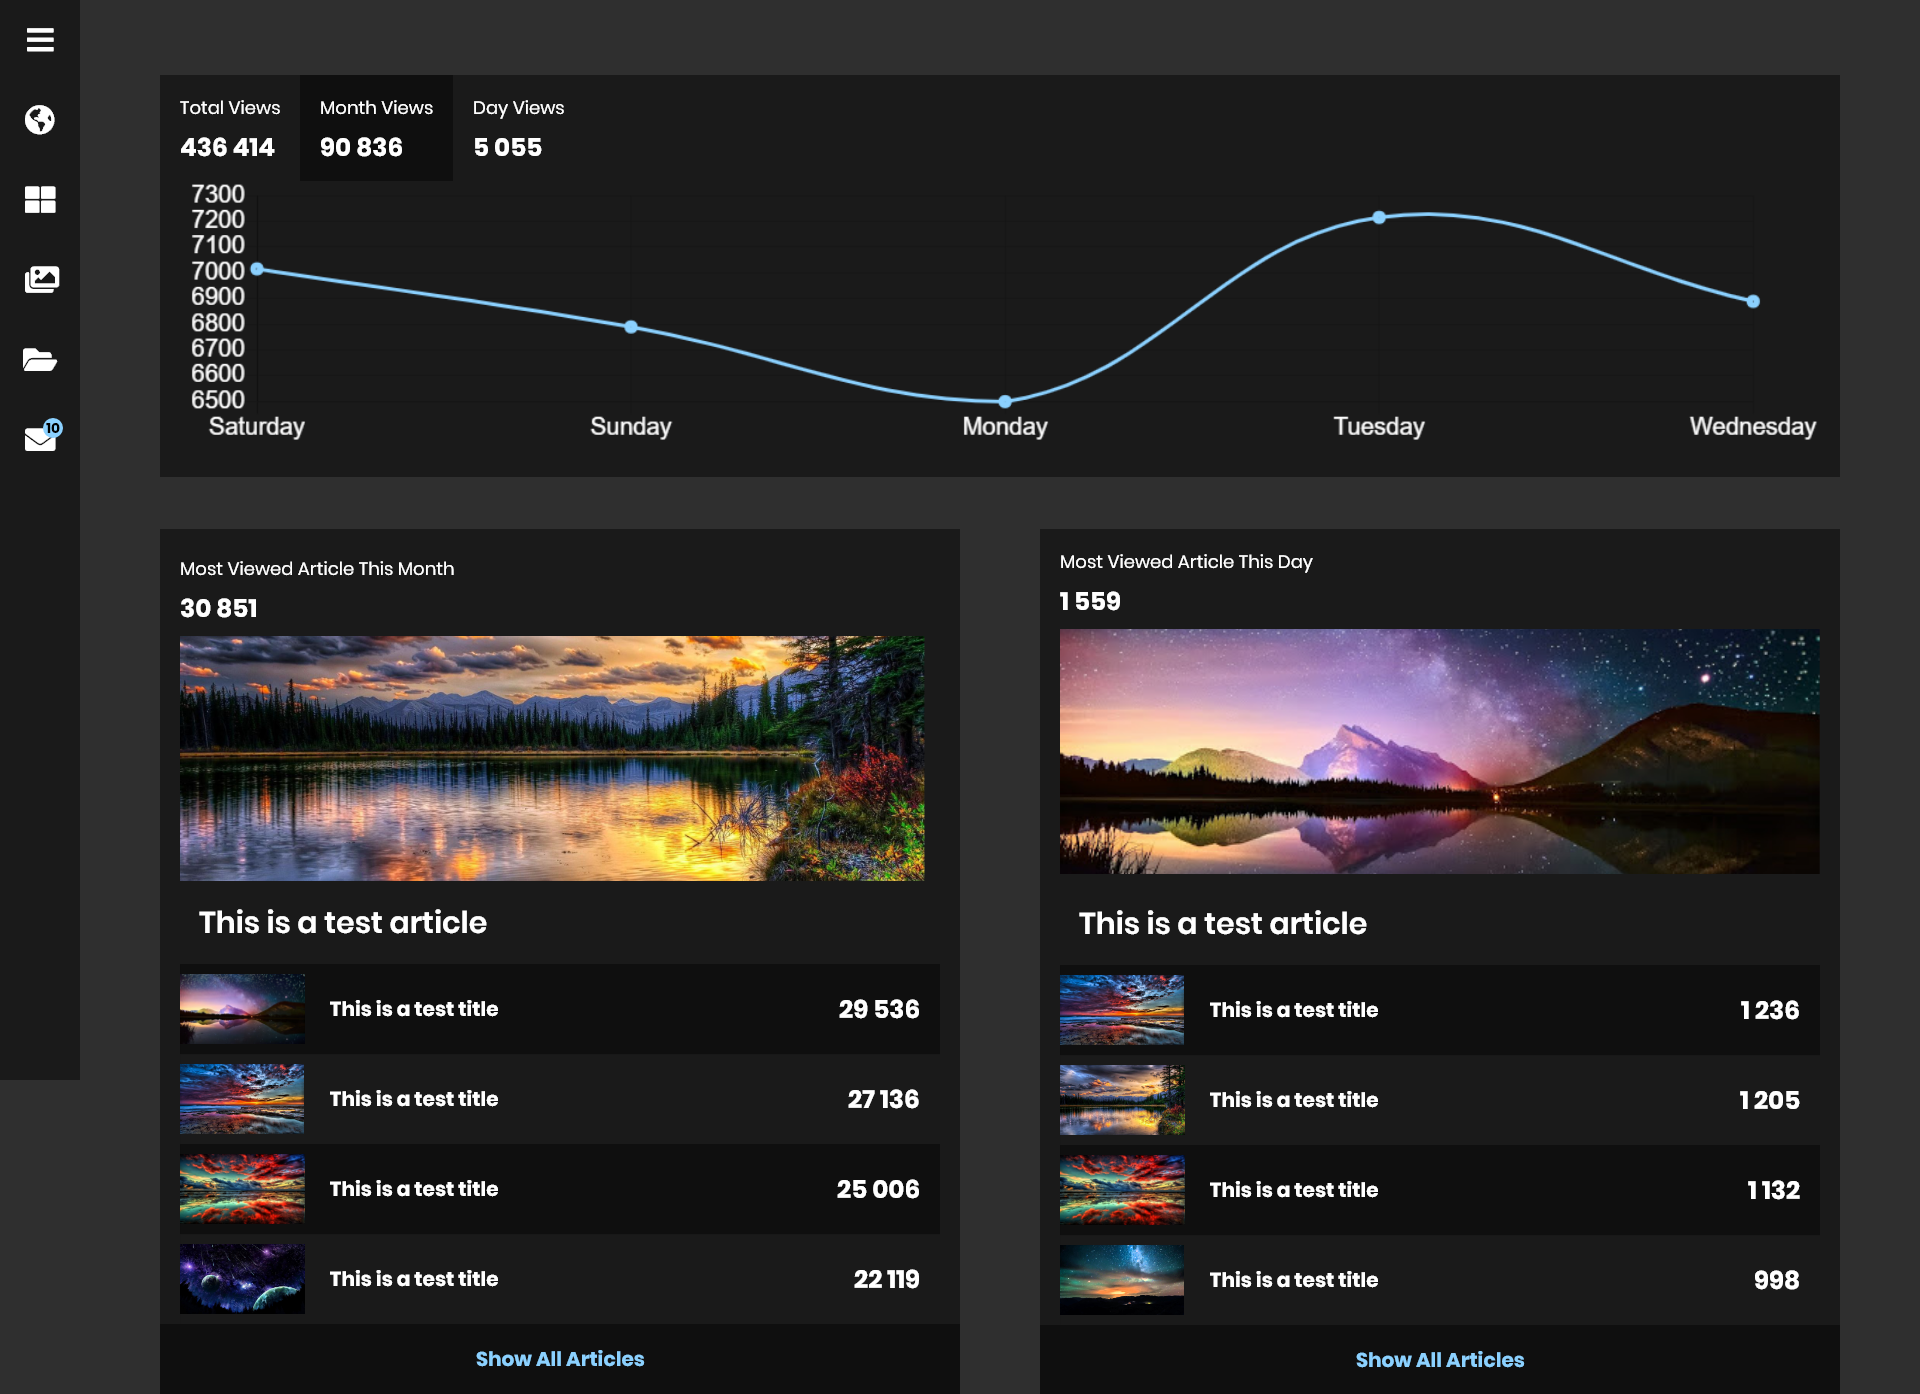 10
Total Views
436 414
Month Views
90 836
Day Views
5 055
7300
7200
7100
7000
6900
6800
6700
6600
6500
Saturday Sunday Monday Tuesday Wednesday
Most Viewed Article This Month
30 851
This is a test article
This is a test title 29 536
This is a test title 27 136
This is a test title 25 006
This is a test title 22 119
Show All Articles
Most Viewed Article This Day
1 559
This is a test article
This is a test title 1 236
This is a test title 1 205
This is a test title 1 132
This is a test title 998
Show All Articles